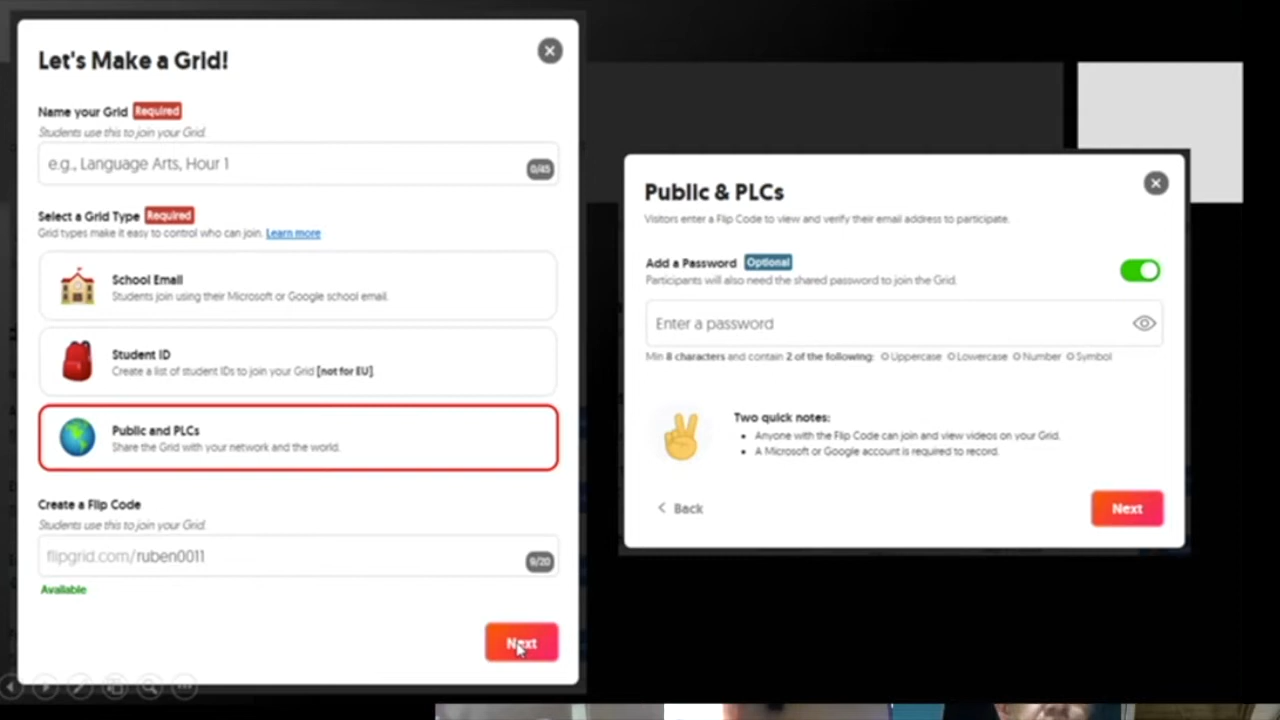 Let's Make a Grid!
Name your Grid Required
Students use this to join your Grid.
e.g., Language Arts, Hour 1
0/45
Select a Grid Type Required
Grid types make it easy to control who can join. Learn more
School Email
Students join using their Microsoft or Google school email.
Student ID
Create a list of student IDs to join your Grid [not for EU]
Public and PLCs
Share the Grid with your network and the world.
Create a Flip Code
Students use this to join your Grid.
flipgrid.com/ruben0011
9/20
Available
Next
Public & PLCs
Visitors enter a Flip Code to view and verify their email address to participate.
Add a Password Optional
Participants will also need the shared password to join the Grid.
Enter a password
Min 8 characters and contain 2 of the following: Uppercase Lowercase Number Symbol
Two quick notes:
Anyone with the Flip Code can join and view videos on your Grid.
A Microsoft or Google account is required to record.
Back
Next